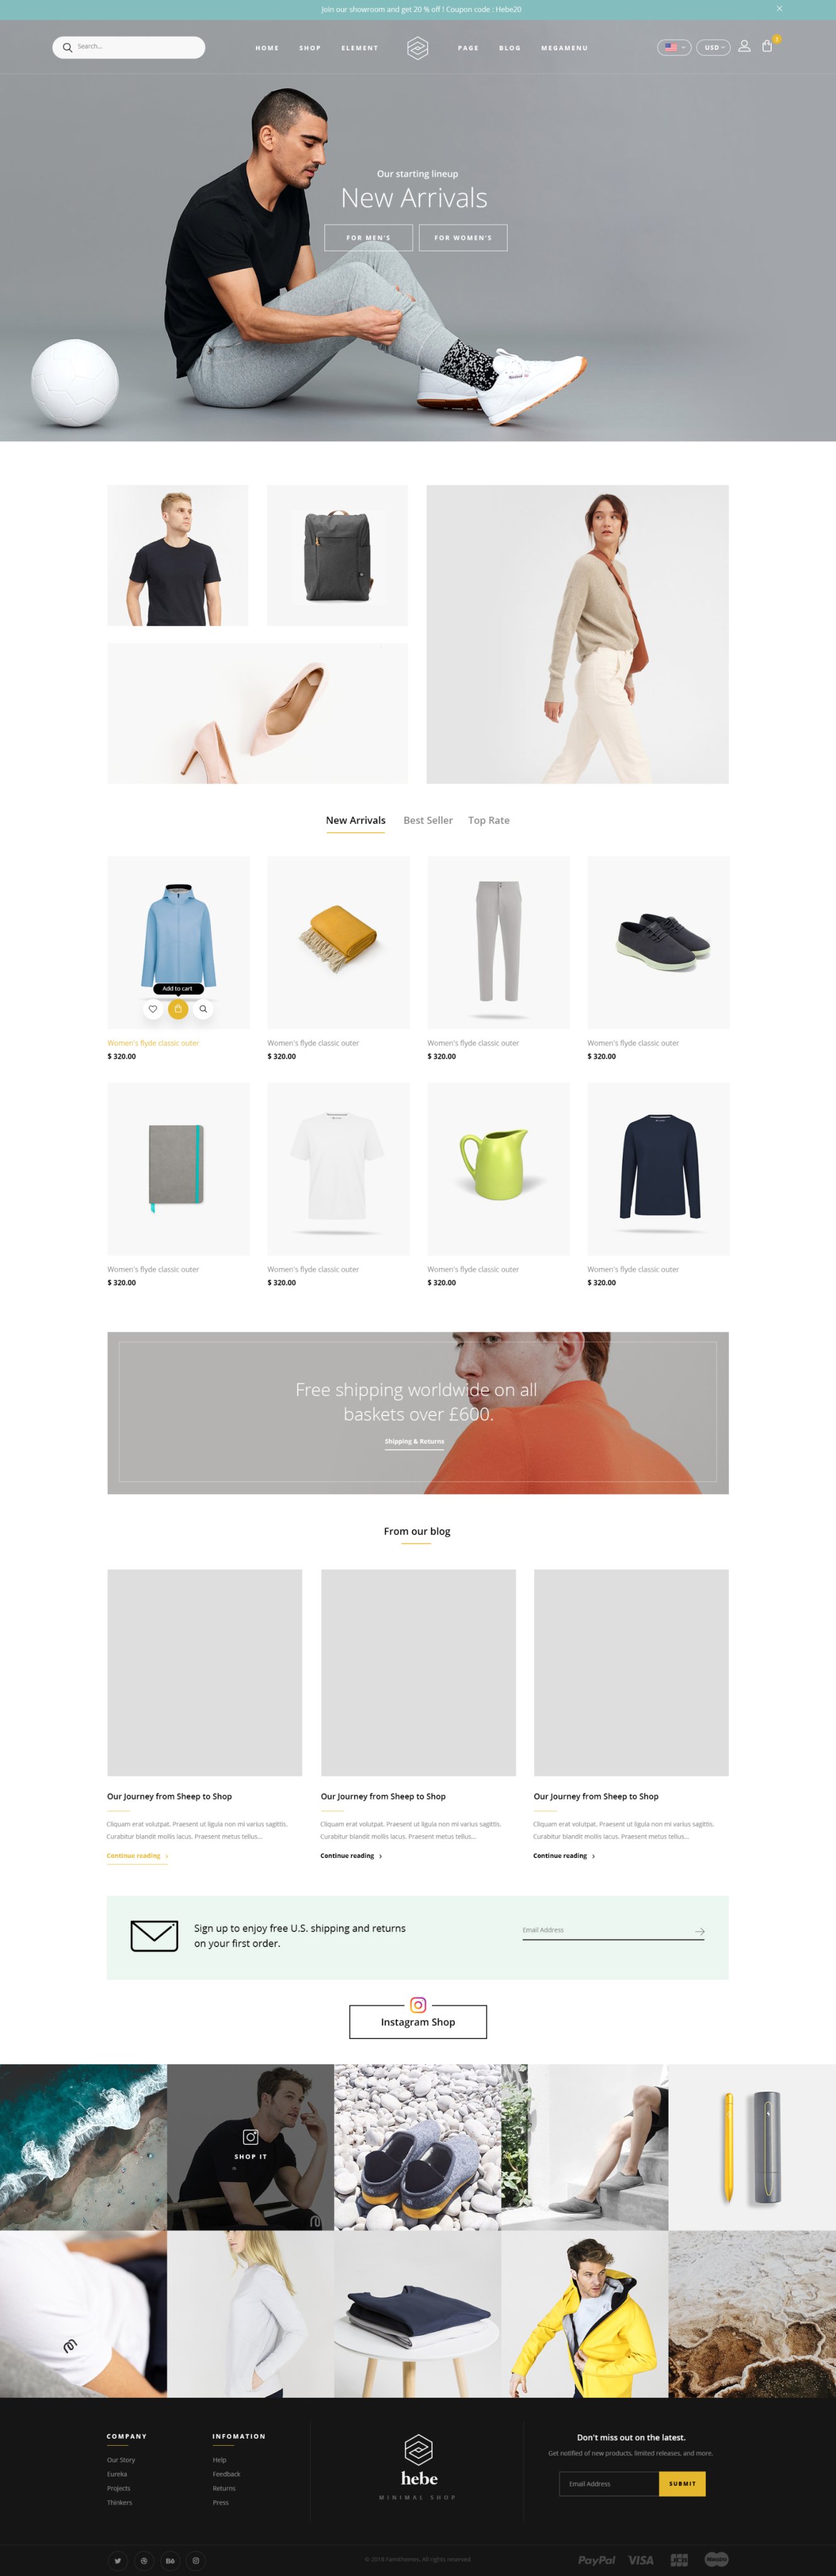 Join our showroom and get 20 % off ! Coupon code : Hebe20
Search...
HOME SHOP ELEMENT PAGE BLOG MEGAMENU
USD
Our starting lineup
New Arrivals
FOR MEN'S FOR WOMEN'S
New Arrivals Best Seller Top Rate
Add to cart
Women's flyde classic outer Women's flyde classic outer Women's flyde classic outer Women's flyde classic outer
$ 320.00 $ 320.00 $ 320.00 $ 320.00
Women's flyde classic outer Women's flyde classic outer Women's flyde classic outer Women's flyde classic outer
$ 320.00 $ 320.00 $ 320.00 $ 320.00
Free shipping worldwide on all
baskets over £600.
Shipping & Returns
From our blog
Our Journey from Sheep to Shop Our Journey from Sheep to Shop Our Journey from Sheep to Shop
Cliquam erat volutpat. Praesent ut ligula non mi varius sagittis. Cliquam erat volutpat. Praesent ut ligula non mi varius sagittis. Cliquam erat volutpat. Praesent ut ligula non mi varius sagittis.
Curabitur blandit mollis lacus. Praesent metus tellus... Curabitur blandit mollis lacus. Praesent metus tellus... Curabitur blandit mollis lacus. Praesent metus tellus...
Continue reading Continue reading Continue reading
Sign up to enjoy free U.S. shipping and returns
on your first order.
Email Address
Instagram Shop
SHOP IT
COMPANY
Our Story
Eureka
Projects
Thinkers
INFOMATION
Help
Feedback
Returns
Press
hebe
MINIMAL SHOP
Don't miss out on the latest.
Get notified of new products, limited releases, and more.
Email Address SUBMIT
Bē
© 2018 Famithemes. All rights reserved
PayPal VISA JCB Maestro